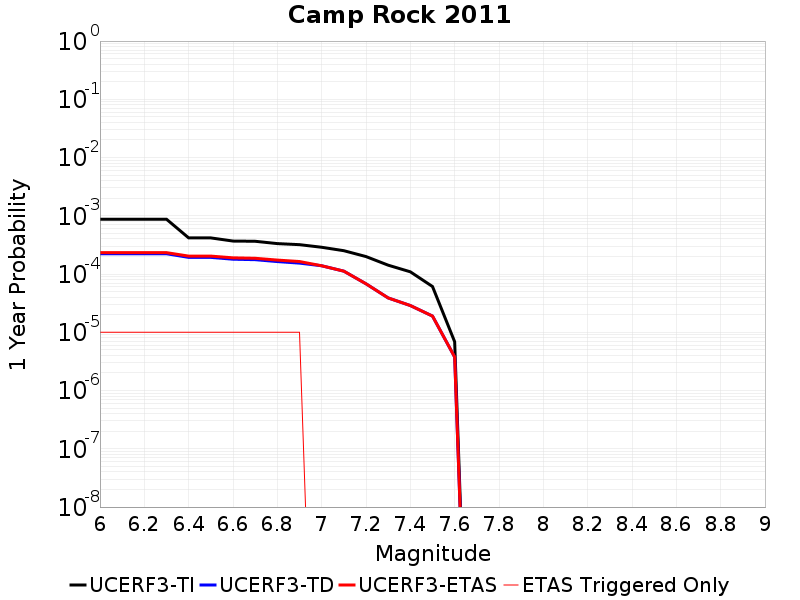 Camp Rock 2011
10^0
10^-1
10^-2
10^-3
10^-4
10^-5
10^-6
10^-7
10^-8
1 Year Probability
6 6.2 6.4 6.6 6.8 7 7.2 7.4 7.6 7.8 8 8.2 8.4 8.6 8.8 9
Magnitude
UCERF3-TI UCERF3-TD UCERF3-ETAS ETAS Triggered Only